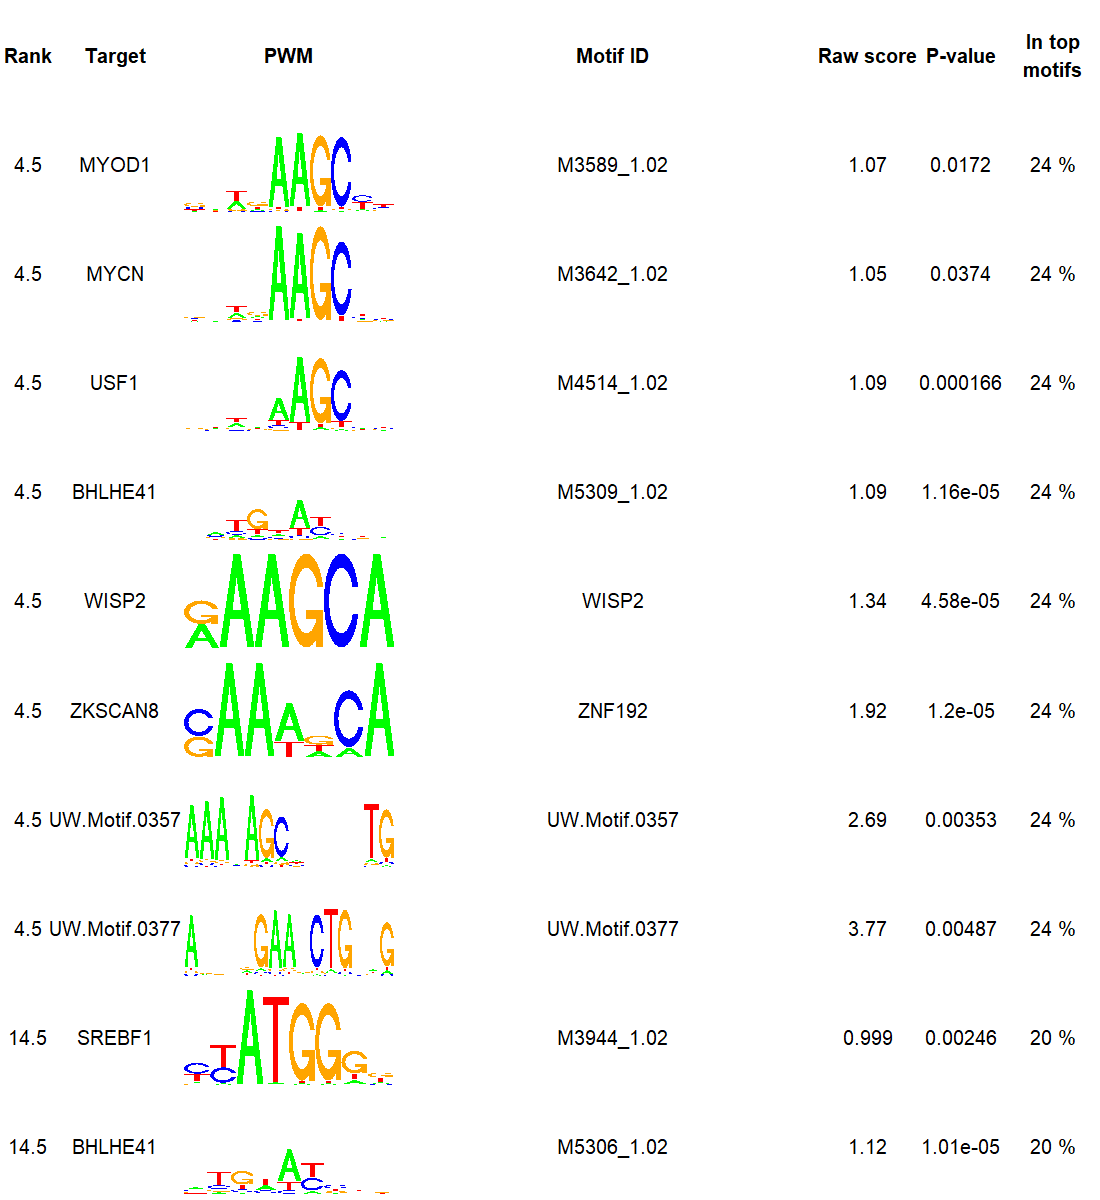 Rank Target PWM Motif ID Raw score P-value In top motifs
4.5 MYOD1 M3589_1.02 1.07 0.0172 24 %
4.5 MYCN M3642_1.02 1.05 0.0374 24 %
4.5 USF1 M4514_1.02 1.09 0.000166 24 %
4.5 BHLHE41 M5309_1.02 1.09 1.16e-05 24 %
4.5 WISP2 WISP2 1.34 4.58e-05 24 %
4.5 ZKSCAN8 ZNF192 1.92 1.2e-05 24 %
4.5 UW.Motif.0357 UW.Motif.0357 2.69 0.00353 24 %
4.5 UW.Motif.0377 UW.Motif.0377 3.77 0.00487 24 %
14.5 SREBF1 M3944_1.02 0.999 0.00246 20 %
14.5 BHLHE41 M5306_1.02 1.12 1.01e-05 20 %